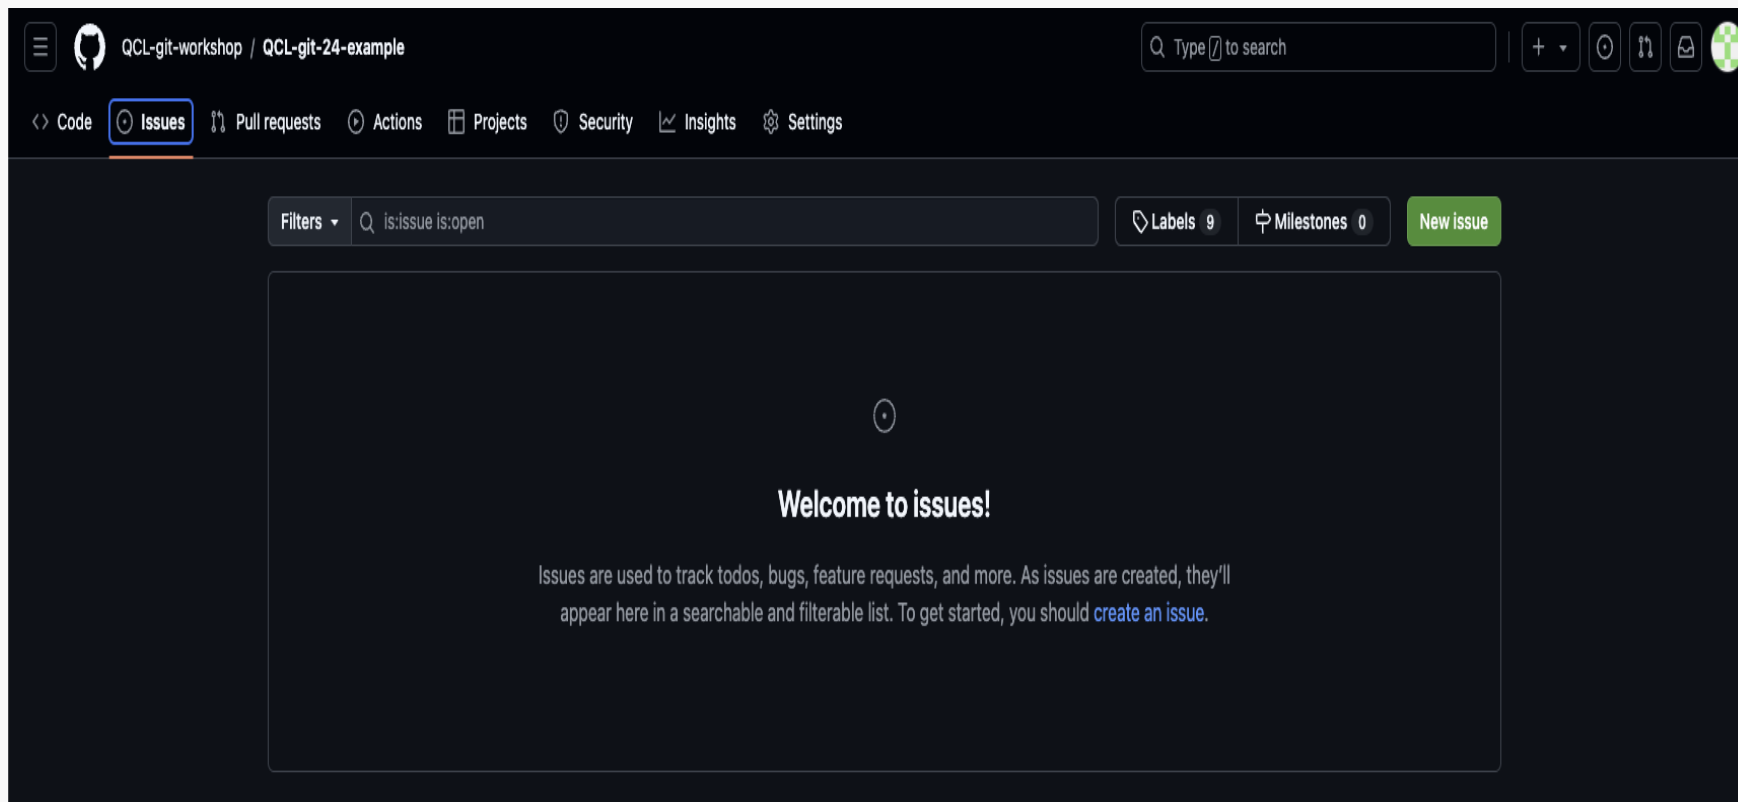 QCL-git-workshop / QCL-git-24-example
Type / to search
Code Issues Pull requests Actions Projects Security Insights Settings
Filters is:issue is:open Labels 9 Milestones 0 New issue
Welcome to issues!
Issues are used to track todos, bugs, feature requests, and more. As issues are created, they’ll
appear here in a searchable and filterable list. To get started, you should create an issue.